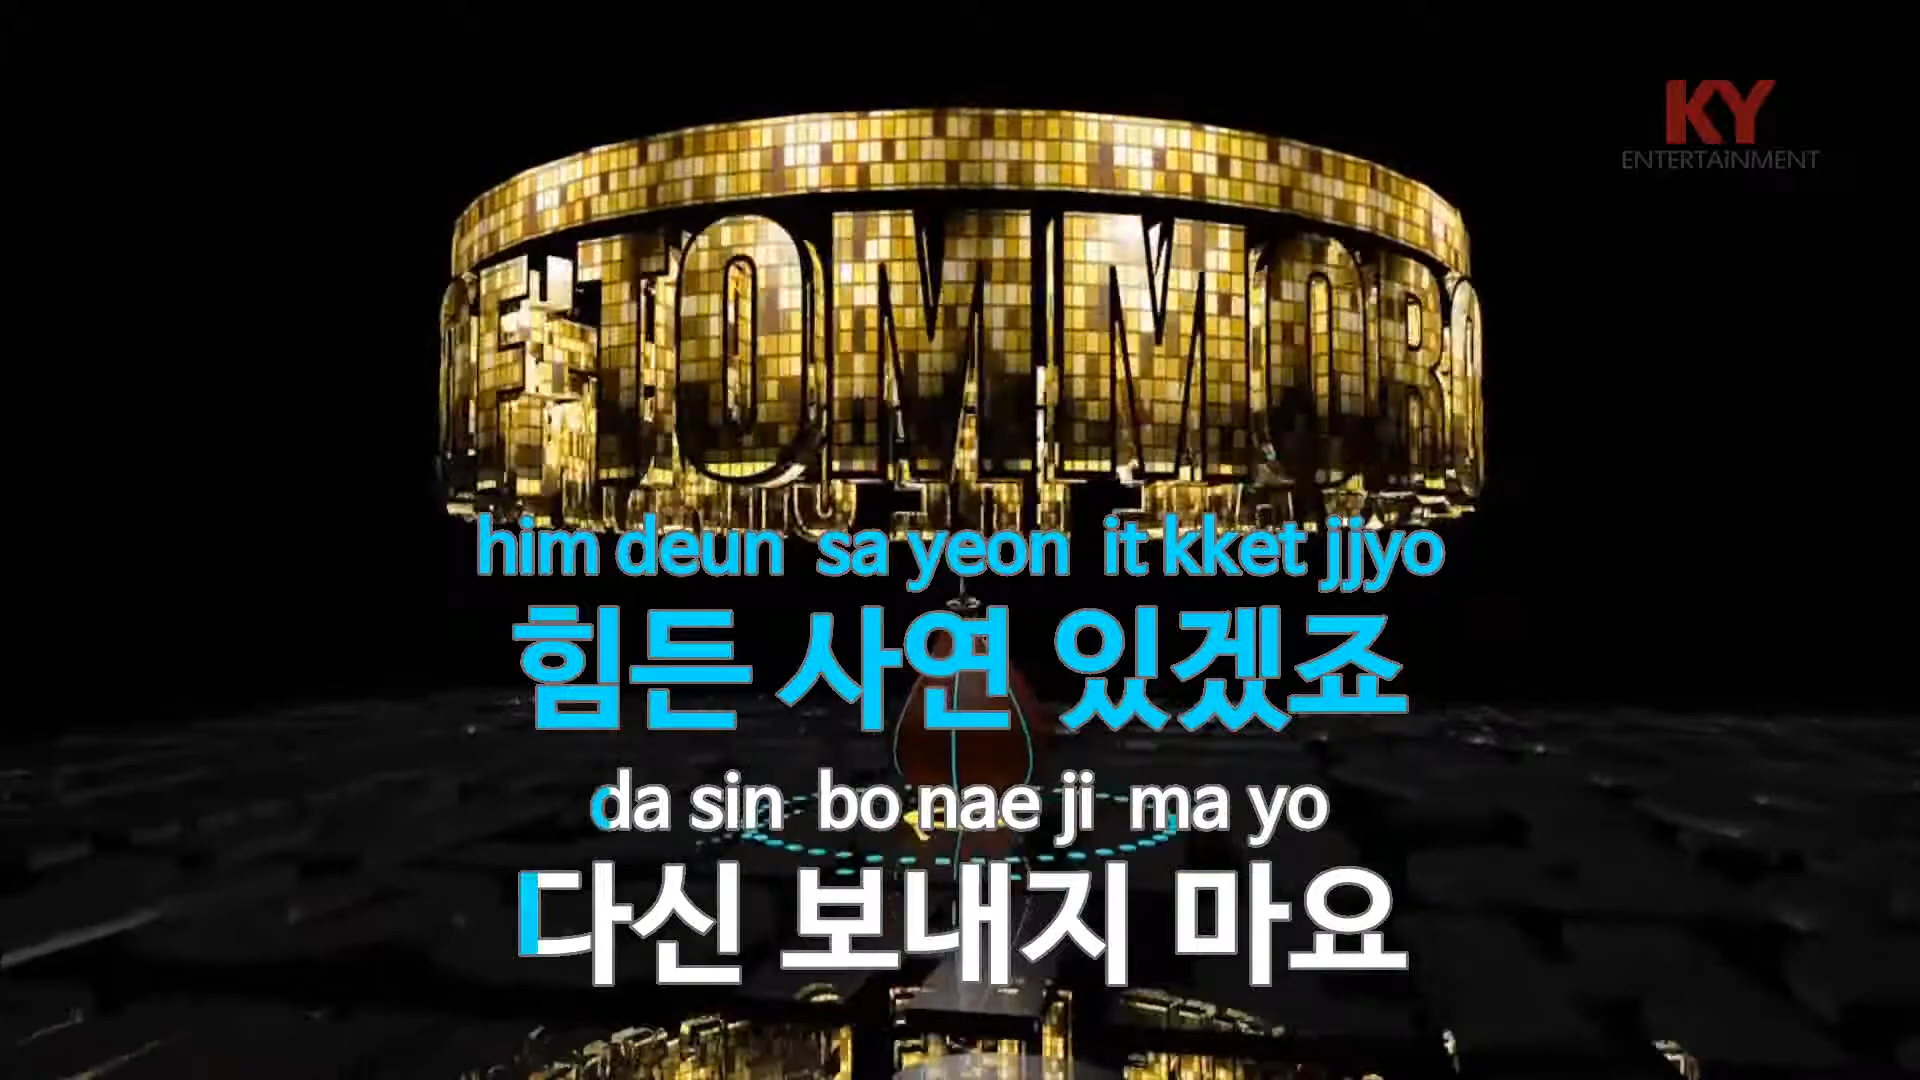 KY
ENTERTAiNMENT
TOMMORO
him deun sa yeon it kket jjyo
힘든 사연 있겠죠
da sin bo nae ji ma yo
다신 보내지 마요